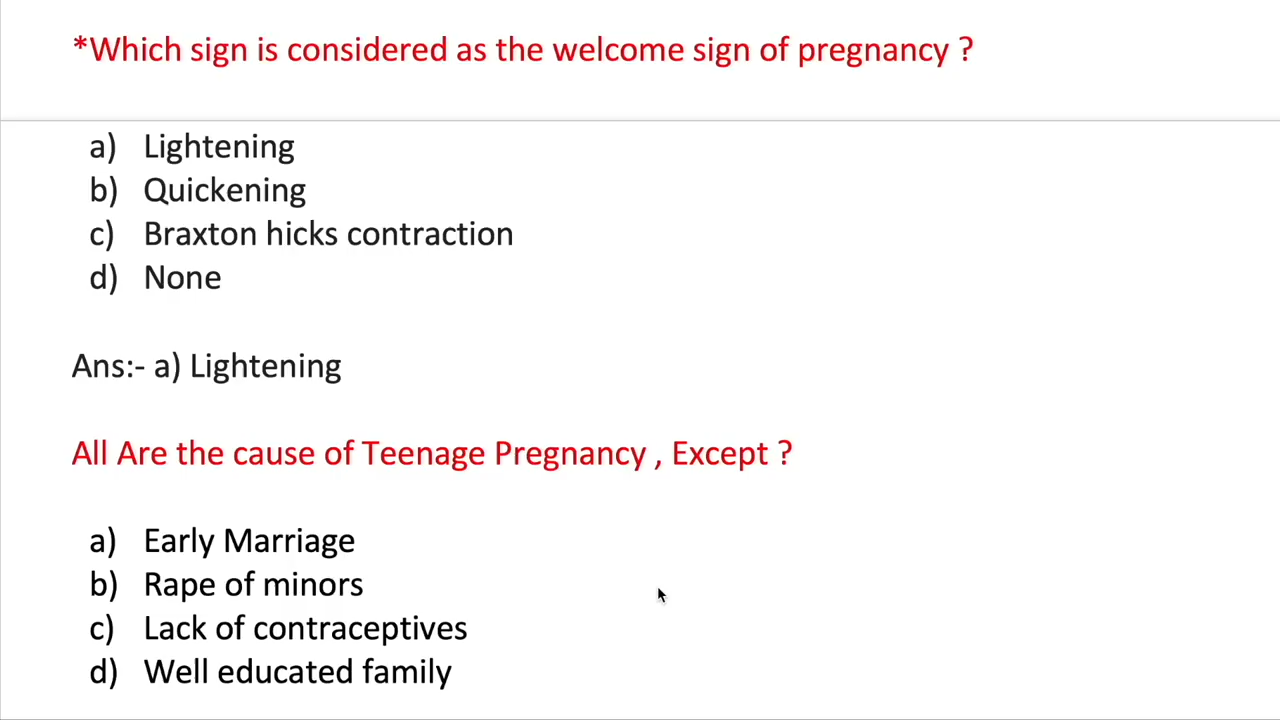 *Which sign is considered as the welcome sign of pregnancy ?
a) Lightening
b) Quickening
c) Braxton hicks contraction
d) None
Ans:- a) Lightening
All Are the cause of Teenage Pregnancy , Except ?
a) Early Marriage
b) Rape of minors
c) Lack of contraceptives
d) Well educated family